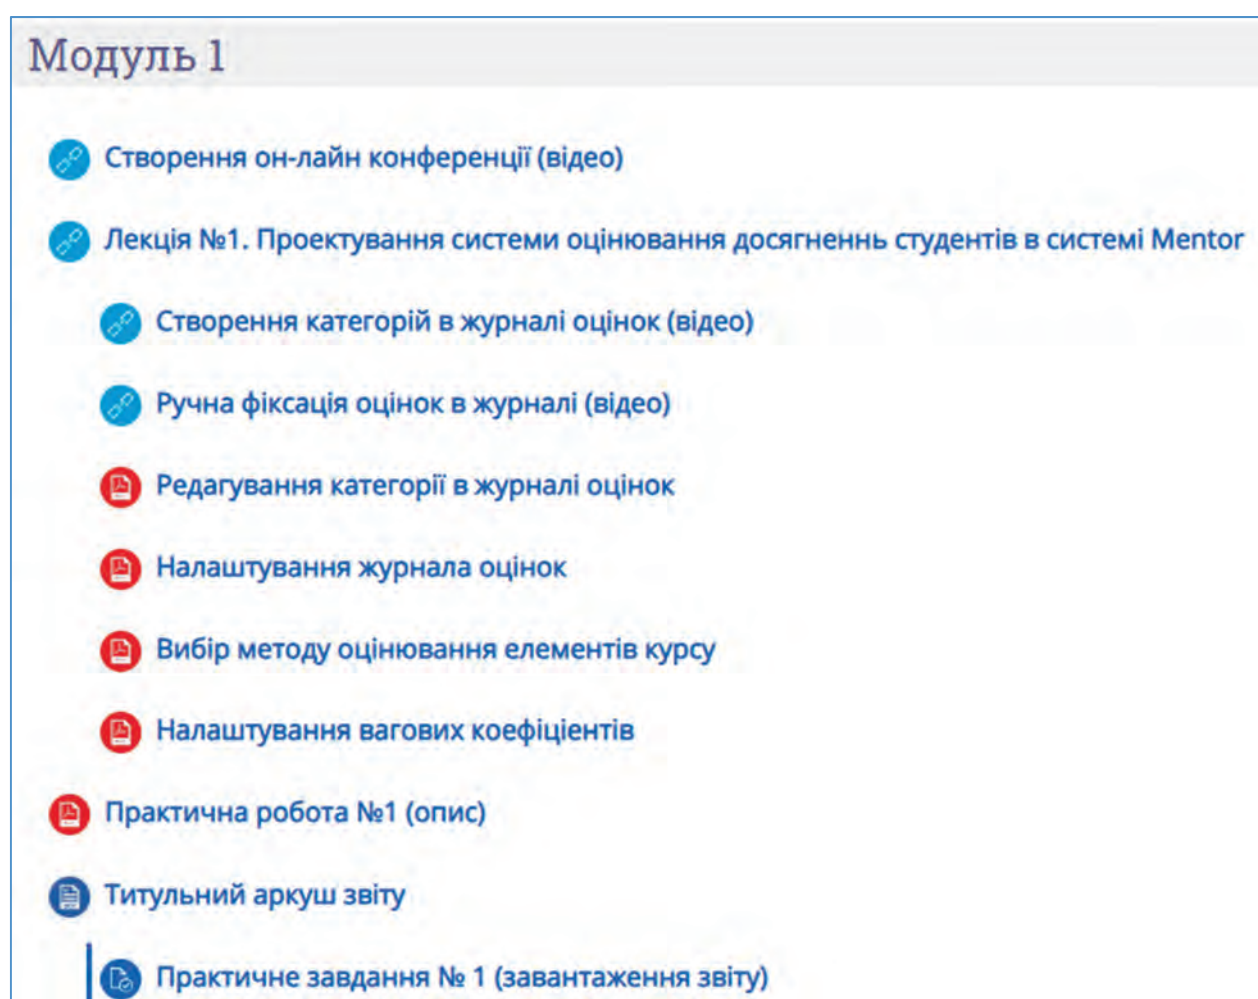 Модуль 1
Створення он-лайн конференції (відео)
Лекція №1. Проектування системи оцінювання досягненнь студентів в системі Mentor
Створення категорій в журналі оцінок (відео)
Ручна фіксація оцінок в журналі (відео)
Редагування категорії в журналі оцінок
Налаштування журнала оцінок
Вибір методу оцінювання елементів курсу
Налаштування вагових коефіцієнтів
Практична робота №1 (опис)
Титульний аркуш звіту
Практичне завдання № 1 (завантаження звіту)